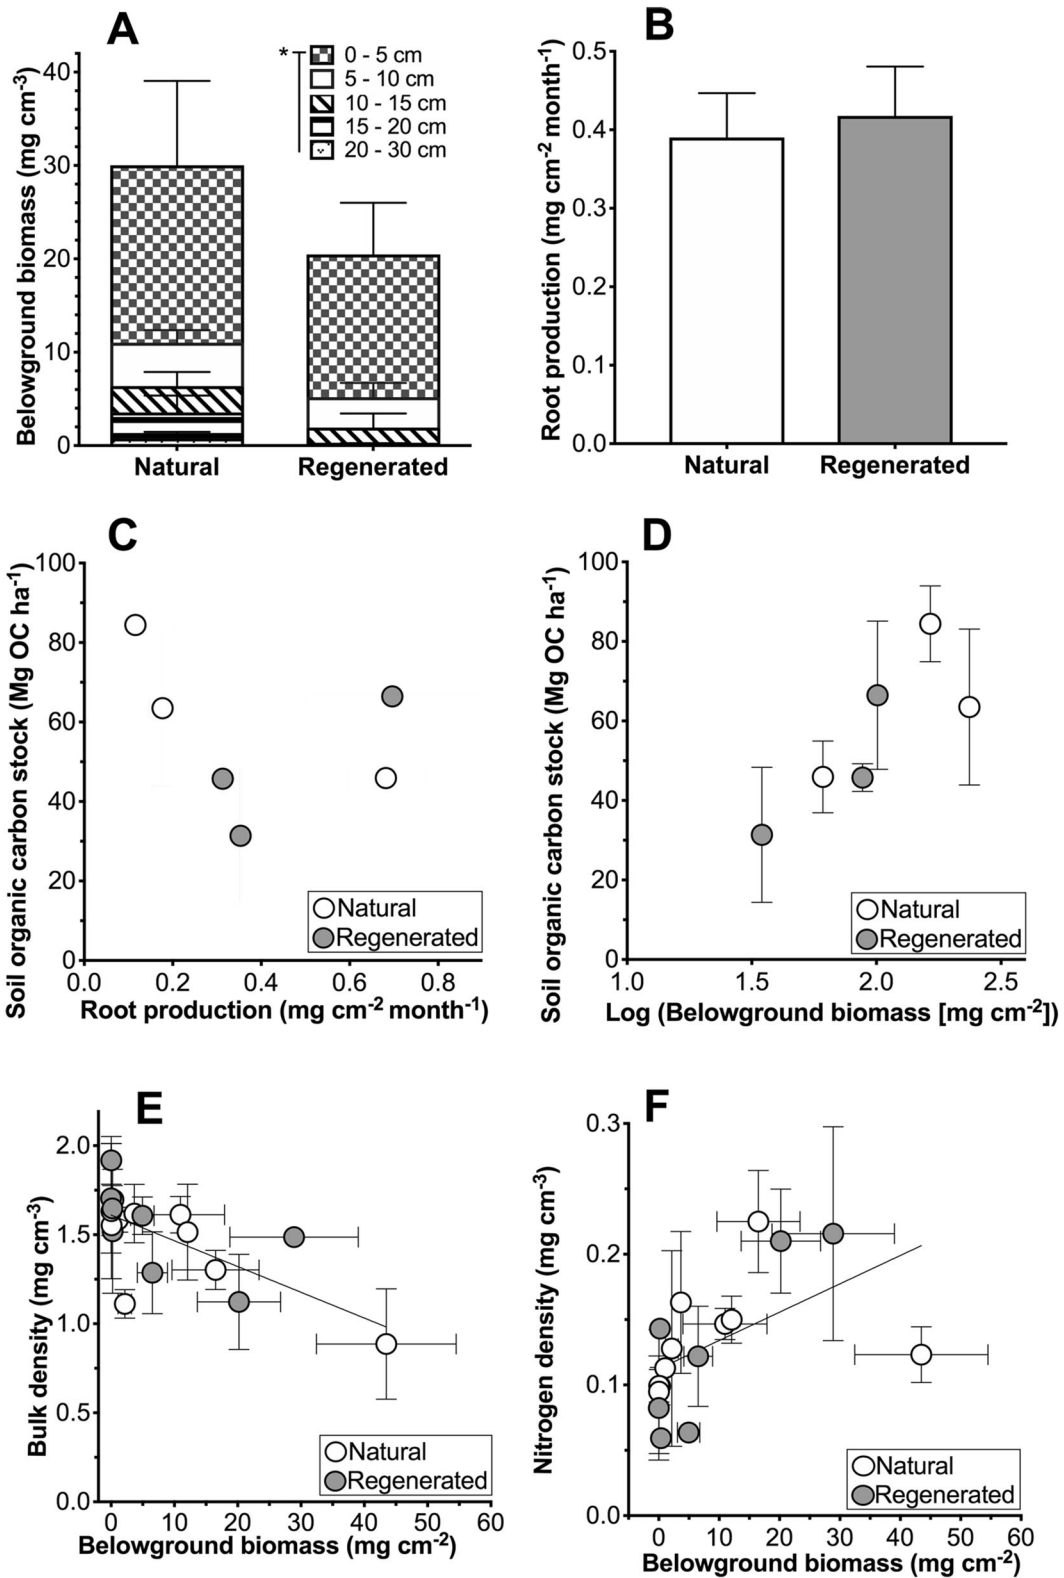 A
Belowground biomass (mg cm-3)
40
30
20
10
0
*
0 - 5 cm
5 - 10 cm
10 - 15 cm
15 - 20 cm
20 - 30 cm
Natural
Regenerated
B
Root production (mg cm-2 month-1)
0.5
0.4
0.3
0.2
0.1
0.0
Natural
Regenerated
C
Soil organic carbon stock (Mg OC ha-1)
100
80
60
40
20
0
0.0
0.2
0.4
0.6
0.8
Natural
Regenerated
Root production (mg cm-2 month-1)
D
Soil organic carbon stock (Mg OC ha-1)
100
80
60
40
20
0
1.0
1.5
2.0
2.5
Natural
Regenerated
Log (Belowground biomass [mg cm-2])
E
Bulk density (mg cm-3)
2.0
1.5
1.0
0.5
0.0
0
10
20
30
40
50
60
Natural
Regenerated
Belowground biomass (mg cm-2)
F
Nitrogen density (mg cm-3)
0.3
0.2
0.1
0.0
0
10
20
30
40
50
60
Natural
Regenerated
Belowground biomass (mg cm-2)